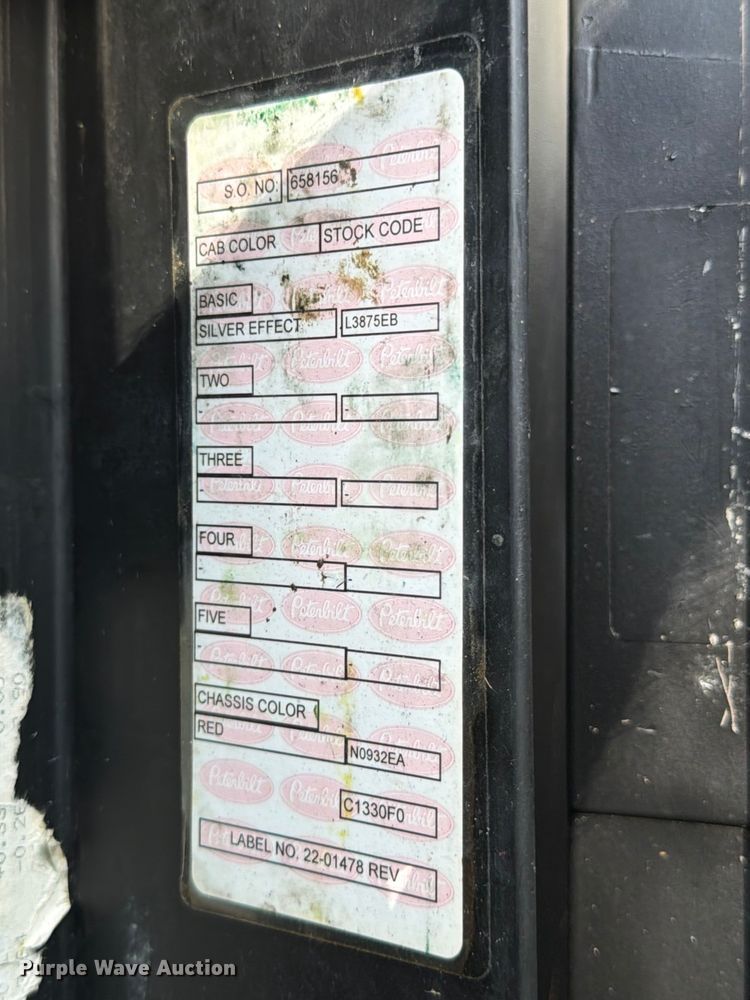 S.O. NO: 658156
CAB COLOR STOCK CODE
BASIC
SILVER EFFECT L3875EB
TWO
- -
THREE
- -
FOUR
-
FIVE
-
CHASSIS COLOR
RED N0932EA
C1330F0
LABEL NO. 22-01478 REV
Peterbilt
Purple Wave Auction